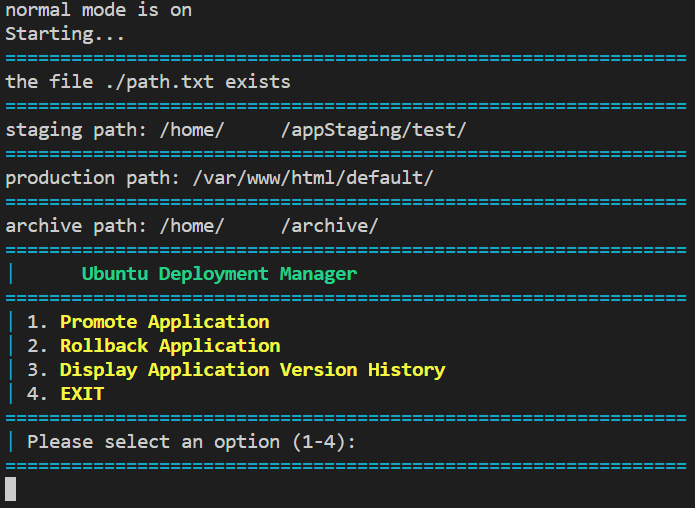 normal mode is on
Starting...
==============================================================
the file ./path.txt exists
==============================================================
staging path: /home/     /appStaging/test/
==============================================================
production path: /var/www/html/default/
==============================================================
archive path: /home/     /archive/
==============================================================
|      Ubuntu Deployment Manager
==============================================================
| 1. Promote Application
| 2. Rollback Application
| 3. Display Application Version History
| 4. EXIT
==============================================================
| Please select an option (1-4):
==============================================================